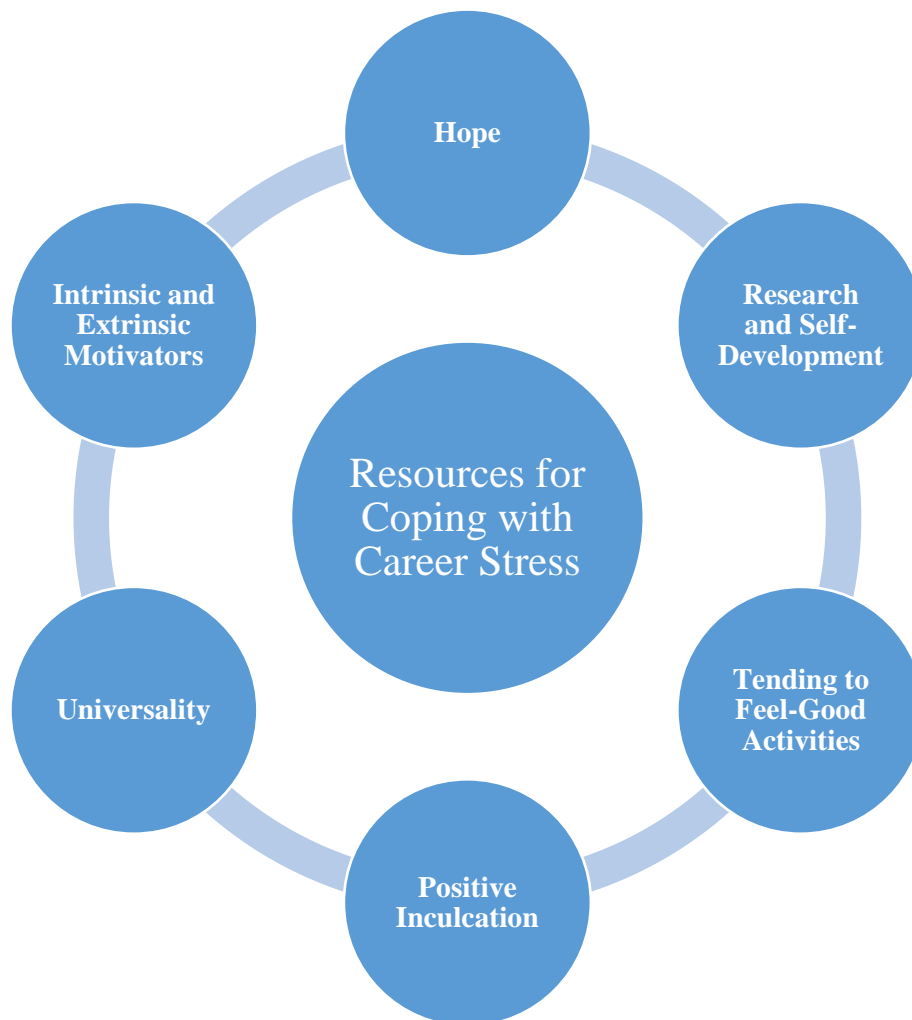 Hope
Research
and Self-
Development
Tending to
Feel-Good
Activities
Positive
Inculcation
Universality
Intrinsic and
Extrinsic
Motivators
Resources for
Coping with
Career Stress